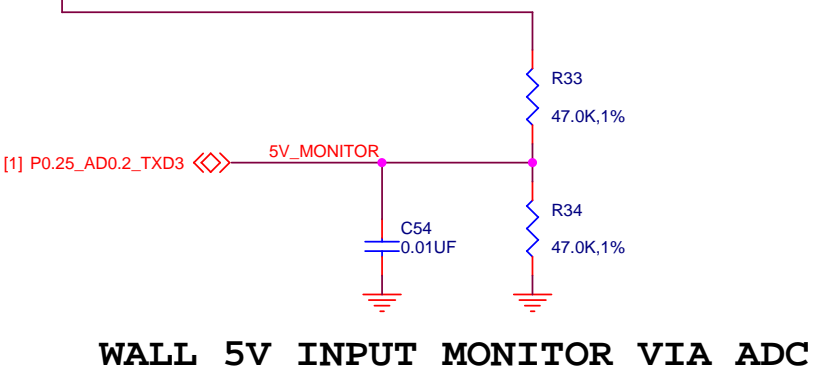 R33
47.0K,1%
[1] P0.25_AD0.2_TXD3
5V_MONITOR
R34
47.0K,1%
C54
0.01UF
WALL 5V INPUT MONITOR VIA ADC